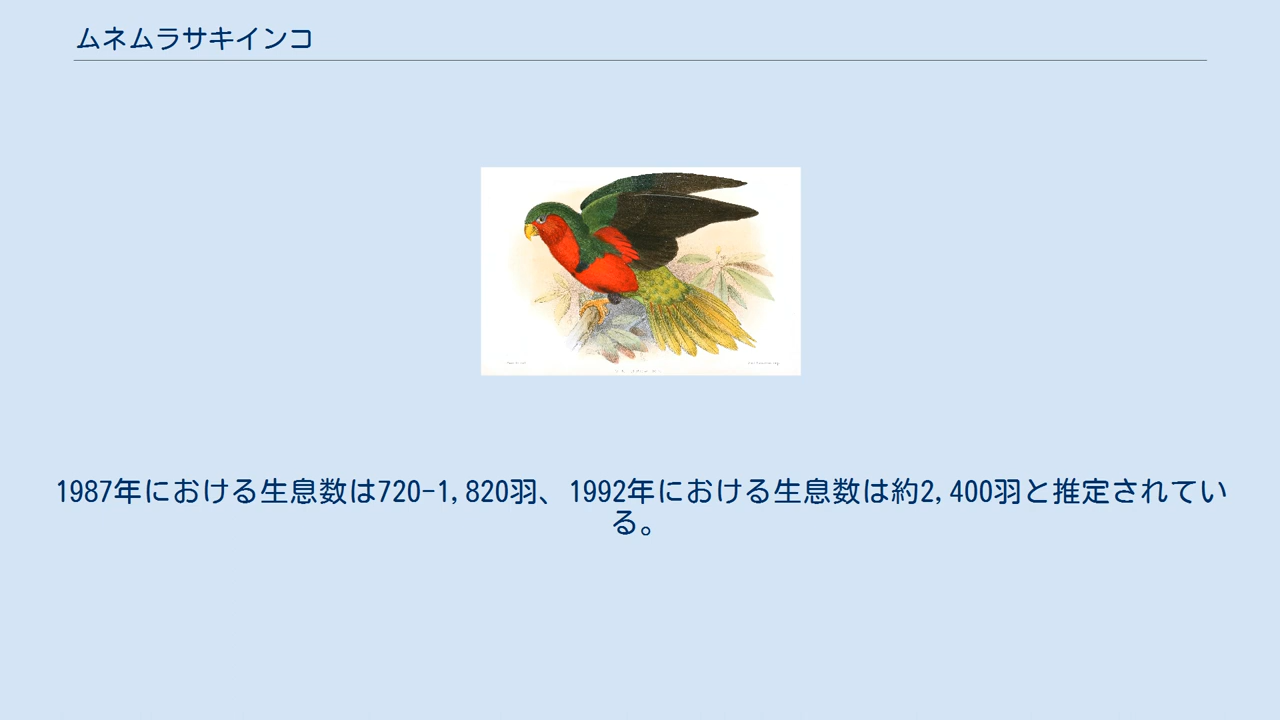 ムネムラサキインコ
1987年における生息数は720-1,820羽、1992年における生息数は約2,400羽と推定されてい
る。